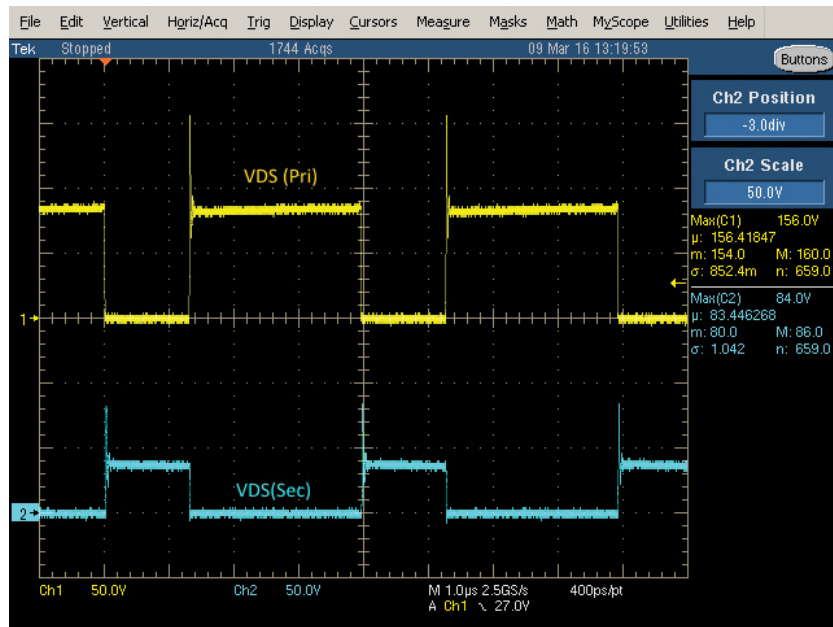 File Edit Vertical Horiz/Acq Trig Display Cursors Measure Masks Math MyScope Utilities Help
Tek Stopped 1744 Acqs 09 Mar 16 13:19:53
Buttons
Ch2 Position
-3.0div
Ch2 Scale
50.0V
VDS (Pri)
Max(C1) 156.0V
µ: 156.41847
m: 154.0 M: 160.0
σ: 852.4m n: 659.0
Max(C2) 84.0V
µ: 83.446268
m: 80.0 M: 86.0
σ: 1.042 n: 659.0
1
VDS(Sec)
2
Ch1 50.0V Ch2 50.0V M 1.0µs 2.5GS/s 400ps/pt
A Ch1 27.0V